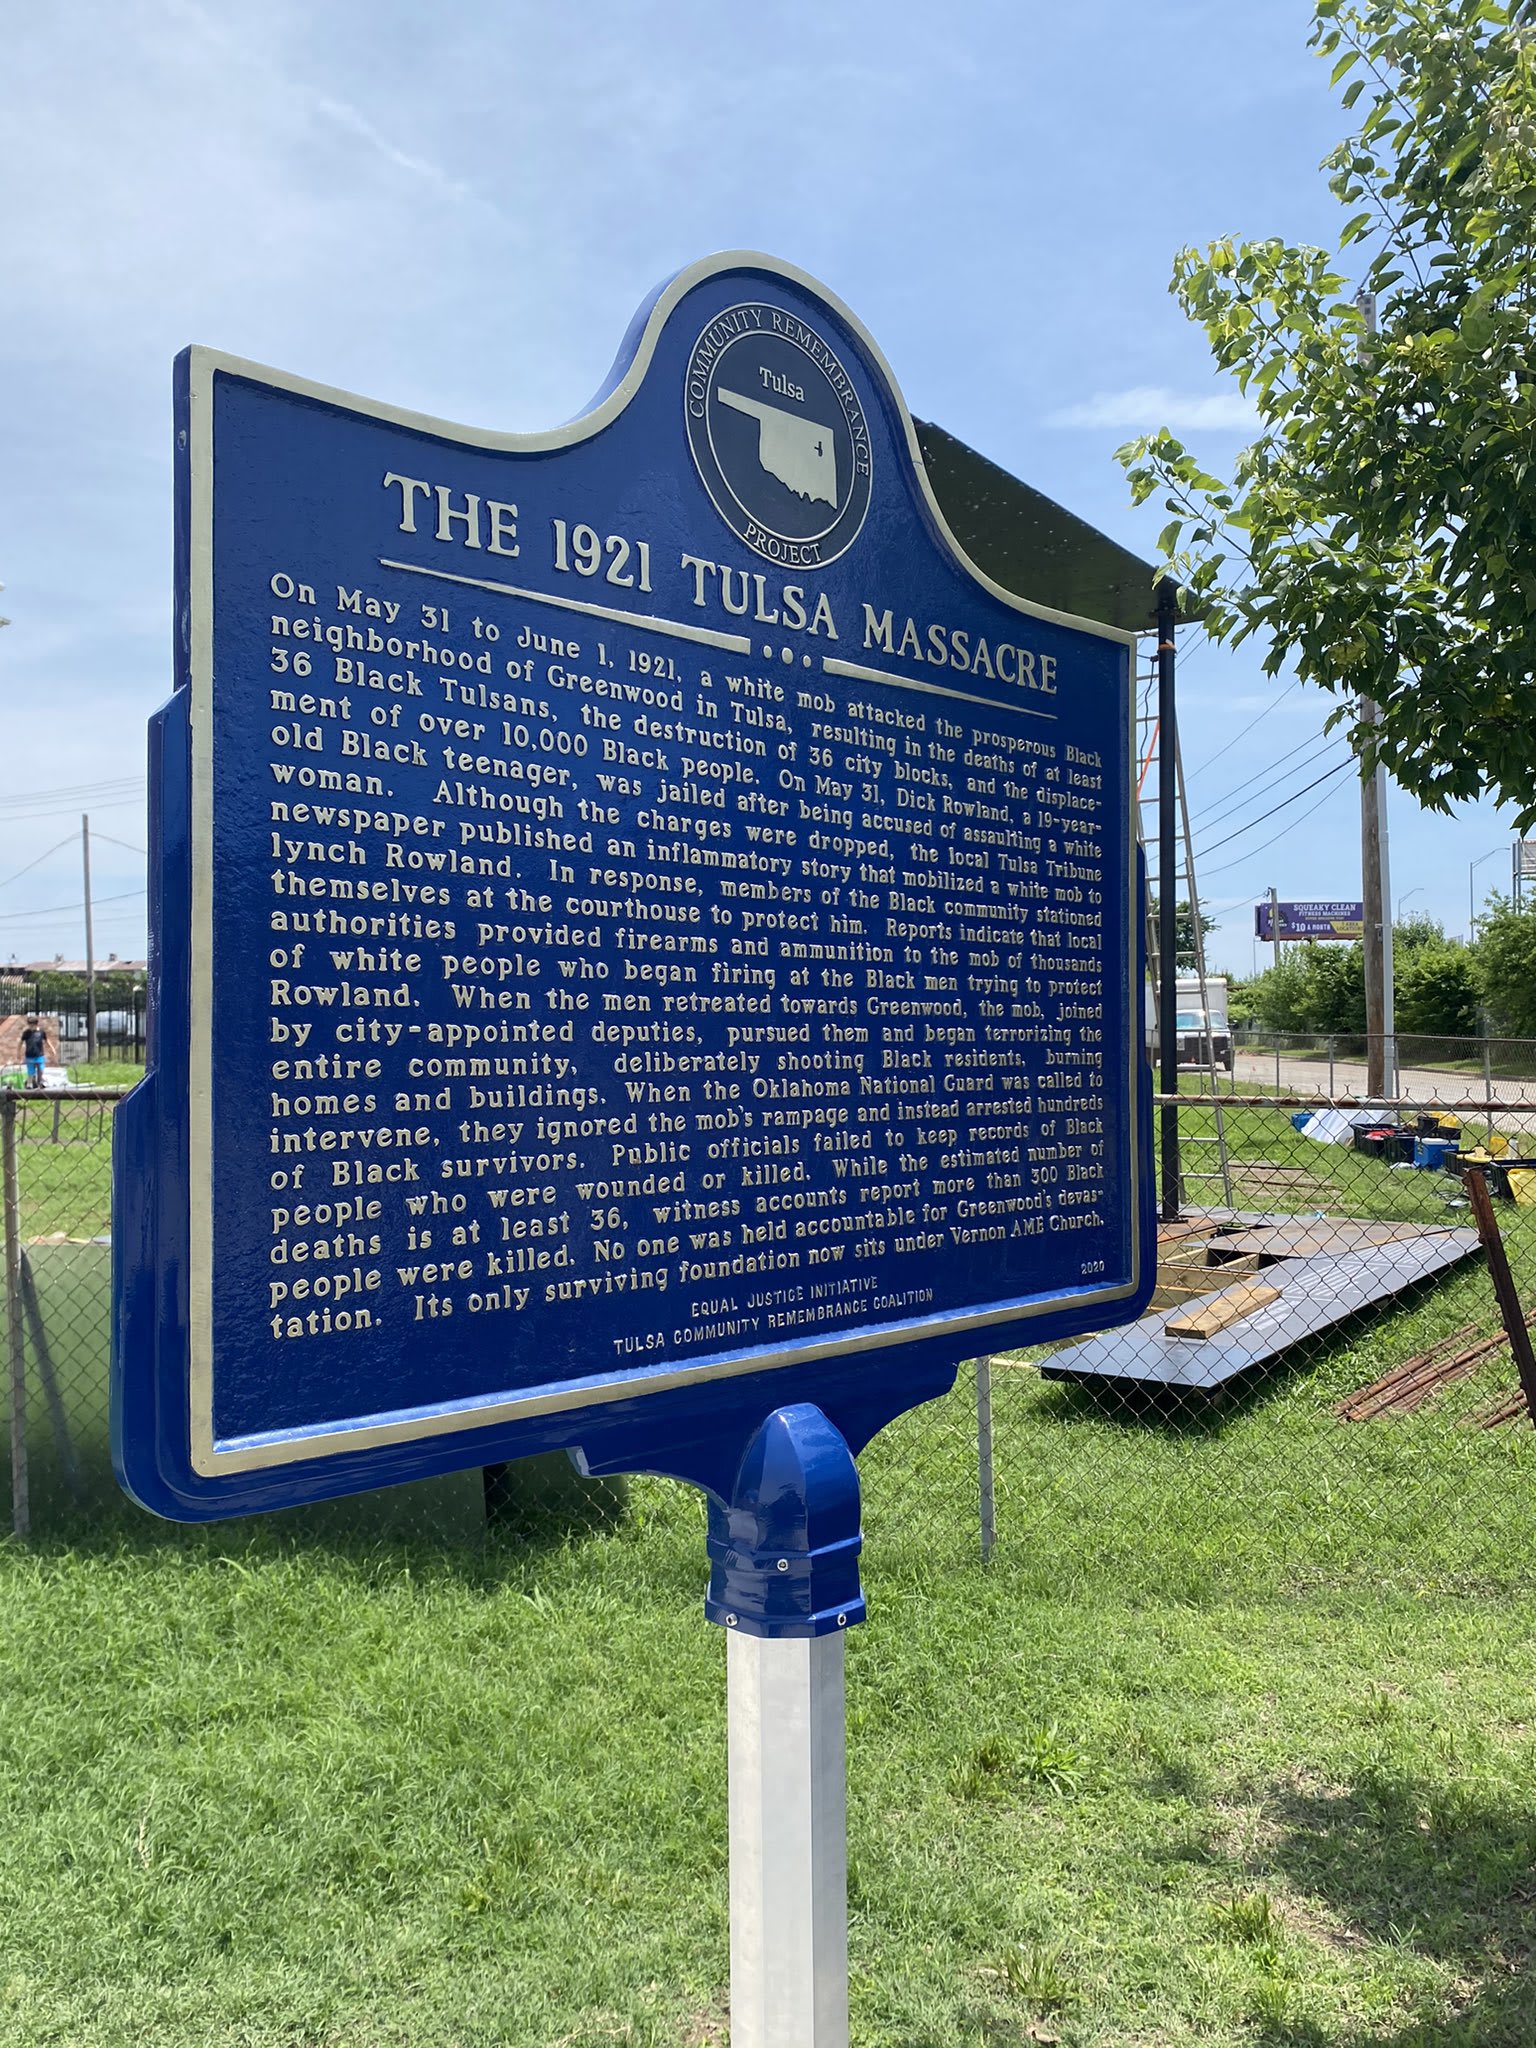 COMMUNITY REMEMBRANCE
Tulsa
PROJECT
THE 1921 TULSA MASSACRE
On May 31 to June 1, 1921, a white mob attacked the prosperous Black
neighborhood of Greenwood in Tulsa, resulting in the deaths of at least
36 Black Tulsans, the destruction of 36 city blocks, and the displace-
ment of over 10,000 Black people. On May 31, Dick Rowland, a 19-year-
old Black teenager, was jailed after being accused of assaulting a white
woman. Although the charges were dropped, the local Tulsa Tribune
newspaper published an inflammatory story that mobilized a white mob to
lynch Rowland. In response, members of the Black community stationed
themselves at the courthouse to protect him. Reports indicate that local
authorities provided firearms and ammunition to the mob of thousands
of white people who began firing at the Black men trying to protect
Rowland. When the men retreated towards Greenwood, the mob, joined
by city-appointed deputies, pursued them and began terrorizing the
entire community, deliberately shooting Black residents, burning
homes and buildings. When the Oklahoma National Guard was called to
intervene, they ignored the mob's rampage and instead arrested hundreds
of Black survivors. Public officials failed to keep records of Black
people who were wounded or killed. While the estimated number of
deaths is at least 36, witness accounts report more than 300 Black
people were killed. No one was held accountable for Greenwood's devas-
tation. Its only surviving foundation now sits under Vernon AME Church.
2020
EQUAL JUSTICE INITIATIVE
TULSA COMMUNITY REMEMBRANCE COALITION
SQUEAKY CLEAN
FITNESS MACHINES
$10 A MONTH
LOCATIONS